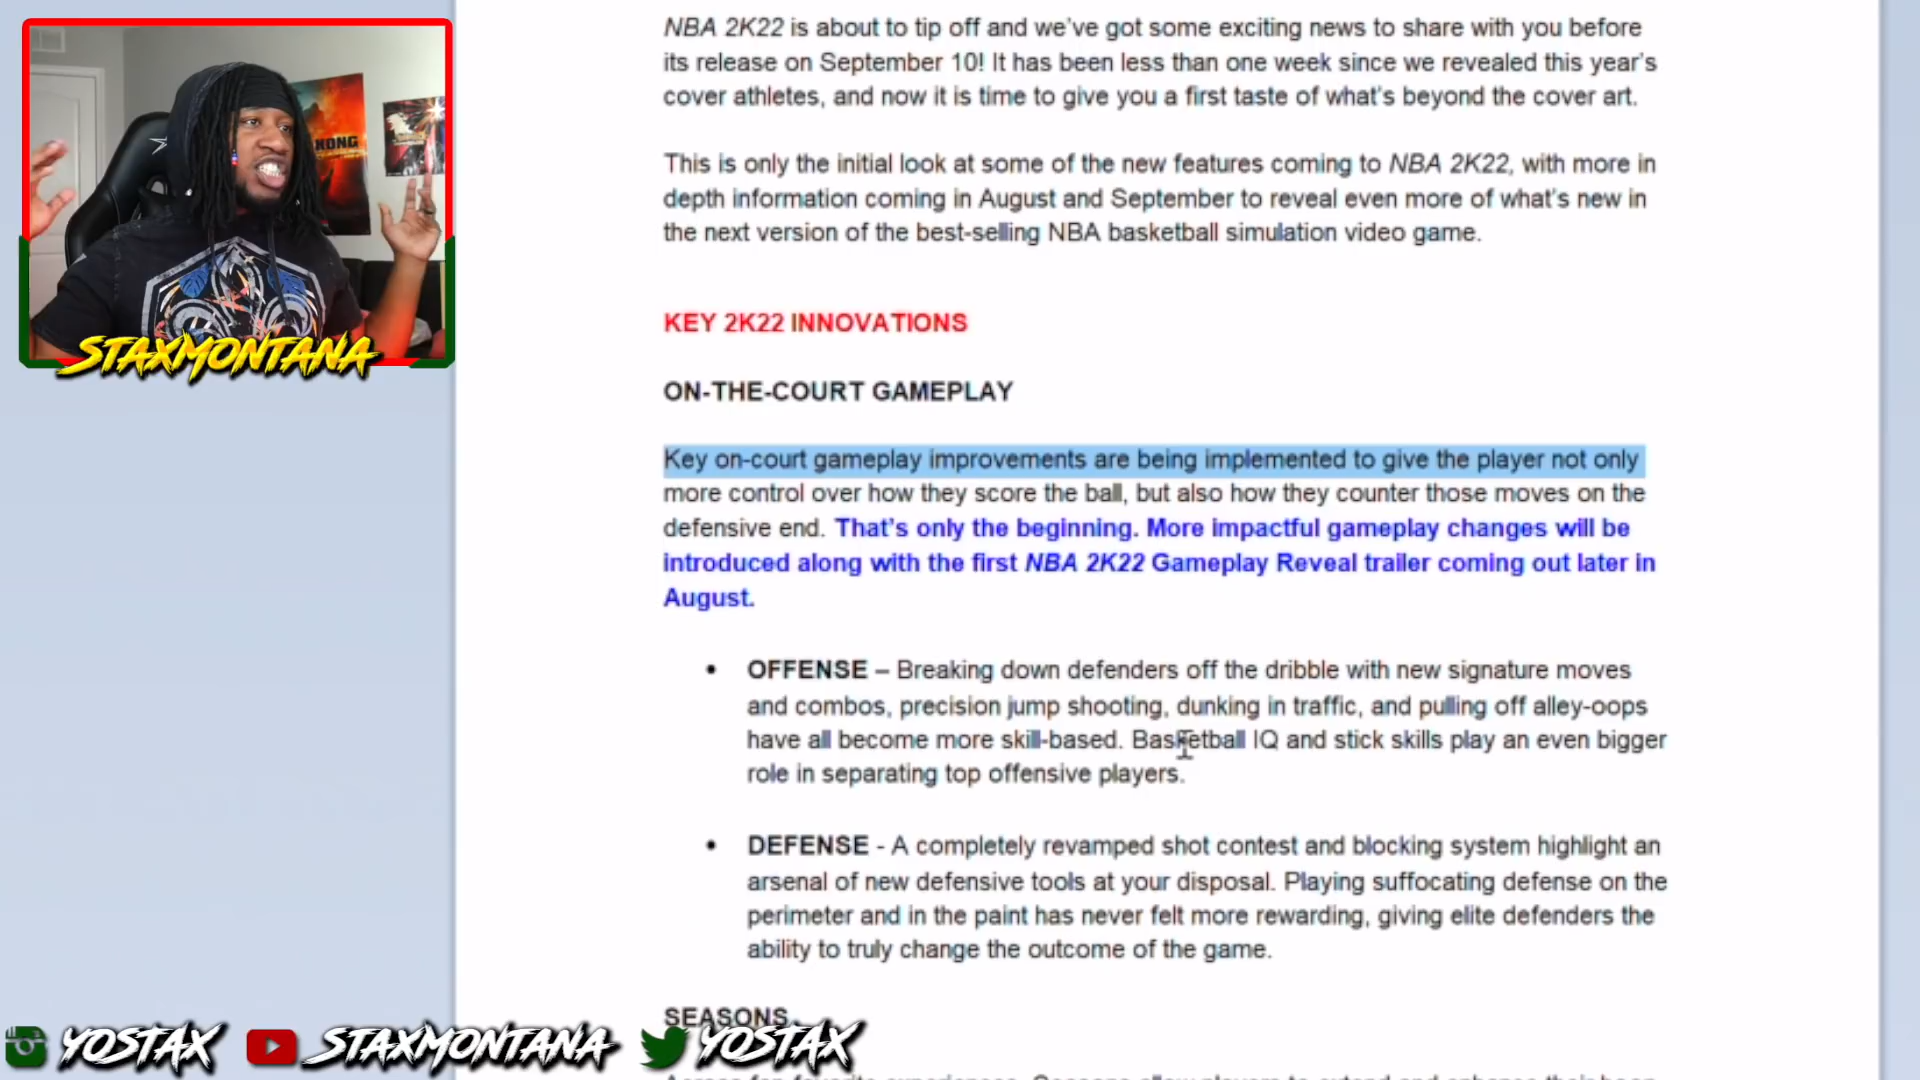 NBA 2K22 is about to tip off and we've got some exciting news to share with you before
its release on September 10! It has been less than one week since we revealed this year's
cover athletes, and now it is time to give you a first taste of what's beyond the cover art.
This is only the initial look at some of the new features coming to NBA 2K22, with more in
depth information coming in August and September to reveal even more of what's new in
the next version of the best-selling NBA basketball simulation video game.
KONG
STAXMONTANA
KEY 2K22 INNOVATIONS
ON-THE-COURT GAMEPLAY
Key on-court gameplay improvements are being implemented to give the player not only
more control over how they score the ball, but also how they counter those moves on the
defensive end. That's only the beginning. More impactful gameplay changes will be
introduced along with the first NBA 2K22 Gameplay Reveal trailer coming out later in
August.
• OFFENSE – Breaking down defenders off the dribble with new signature moves
and combos, precision jump shooting, dunking in traffic, and pulling off alley-oops
have all become more skill-based. Basketball IQ and stick skills play an even bigger
role in separating top offensive players.
• DEFENSE - A completely revamped shot contest and blocking system highlight an
arsenal of new defensive tools at your disposal. Playing suffocating defense on the
perimeter and in the paint has never felt more rewarding, giving elite defenders the
ability to truly change the outcome of the game.
SEASONS
YOSTAX STAXMONTANA YOSTAX